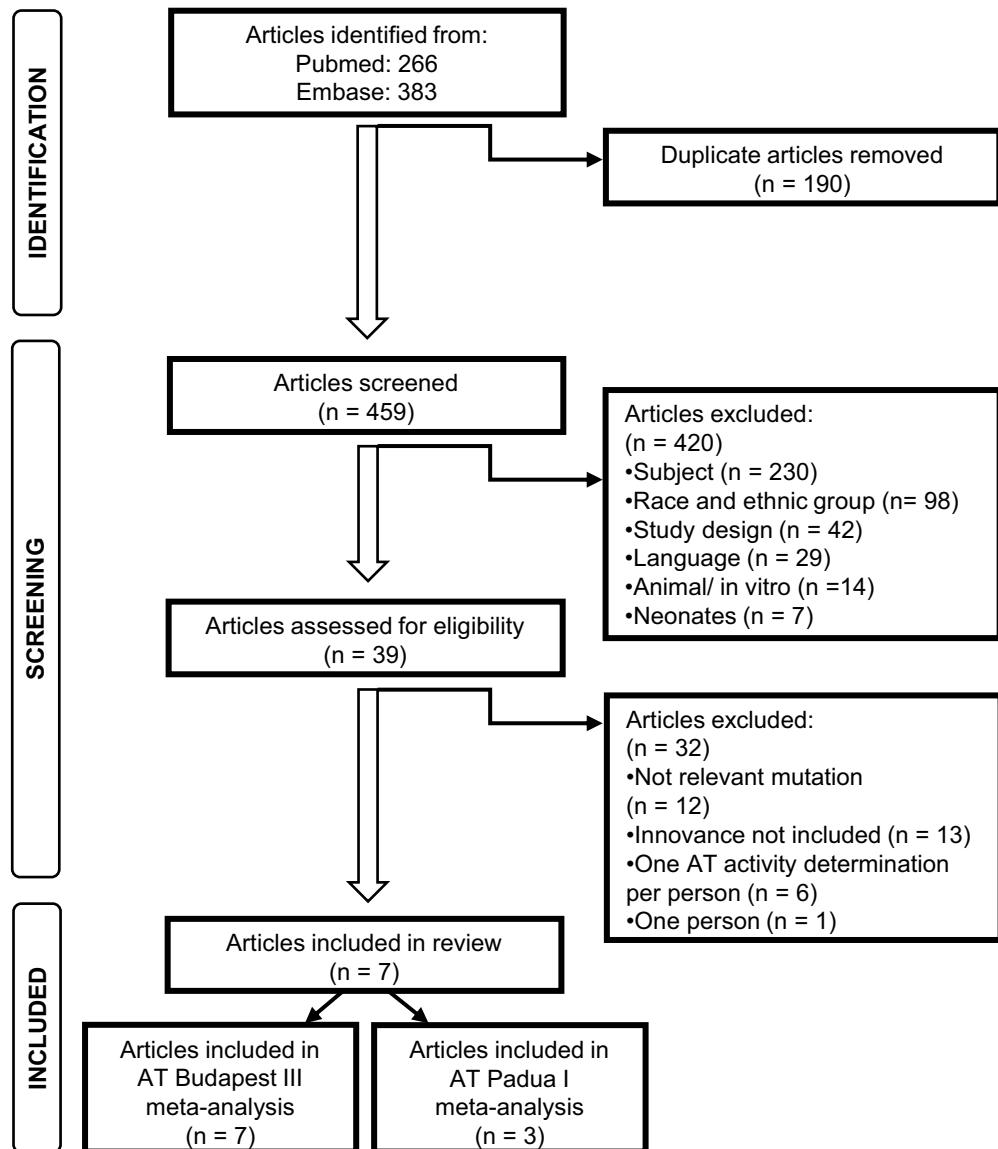 IDENTIFICATION
Articles identified from:
Pubmed: 266
Embase: 383
Duplicate articles removed
(n = 190)
SCREENING
Articles screened
(n = 459)
Articles excluded:
(n = 420)
•Subject (n = 230)
•Race and ethnic group (n= 98)
•Study design (n = 42)
•Language (n = 29)
•Animal/ in vitro (n =14)
•Neonates (n = 7)
Articles assessed for eligibility
(n = 39)
Articles excluded:
(n = 32)
•Not relevant mutation
(n = 12)
•Innovance not included (n = 13)
•One AT activity determination
per person (n = 6)
•One person (n = 1)
INCLUDED
Articles included in review
(n = 7)
Articles included in
AT Budapest III
meta-analysis
(n = 7)
Articles included in
AT Padua I
meta-analysis
(n = 3)